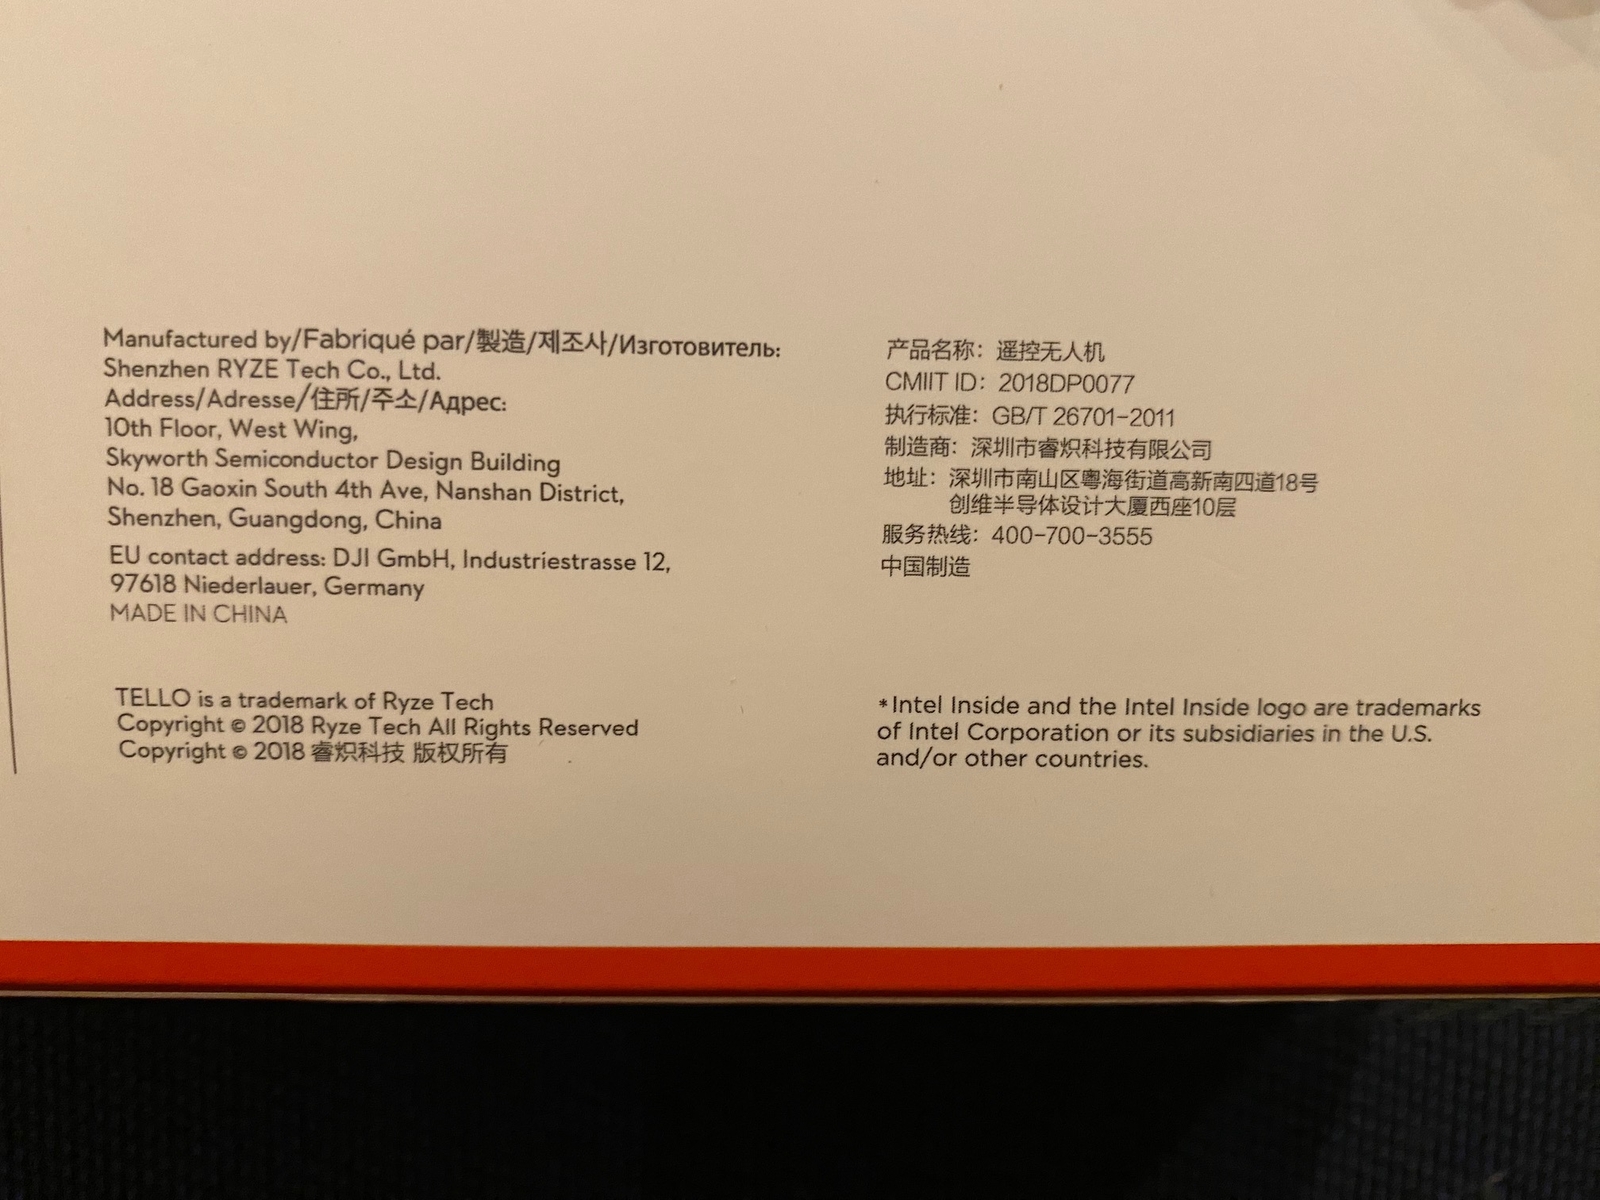 Manufactured by/Fabriqué par/製造/제조사/Изготовитель:
Shenzhen RYZE Tech Co., Ltd.
Address/Adresse/住所/주소/Адрес:
10th Floor, West Wing,
Skyworth Semiconductor Design Building
No. 18 Gaoxin South 4th Ave, Nanshan District,
Shenzhen, Guangdong, China
EU contact address: DJI GmbH, Industriestrasse 12,
97618 Niederlauer, Germany
MADE IN CHINA
TELLO is a trademark of Ryze Tech
Copyright © 2018 Ryze Tech All Rights Reserved
Copyright © 2018 睿炽科技 版权所有
产品名称：遥控无人机
CMIIT ID：2018DP0077
执行标准：GB/T 26701-2011
制造商：深圳市睿炽科技有限公司
地址：深圳市南山区粤海街道高新南四道18号
创维半导体设计大厦西座10层
服务热线：400-700-3555
中国制造
*Intel Inside and the Intel Inside logo are trademarks
of Intel Corporation or its subsidiaries in the U.S.
and/or other countries.